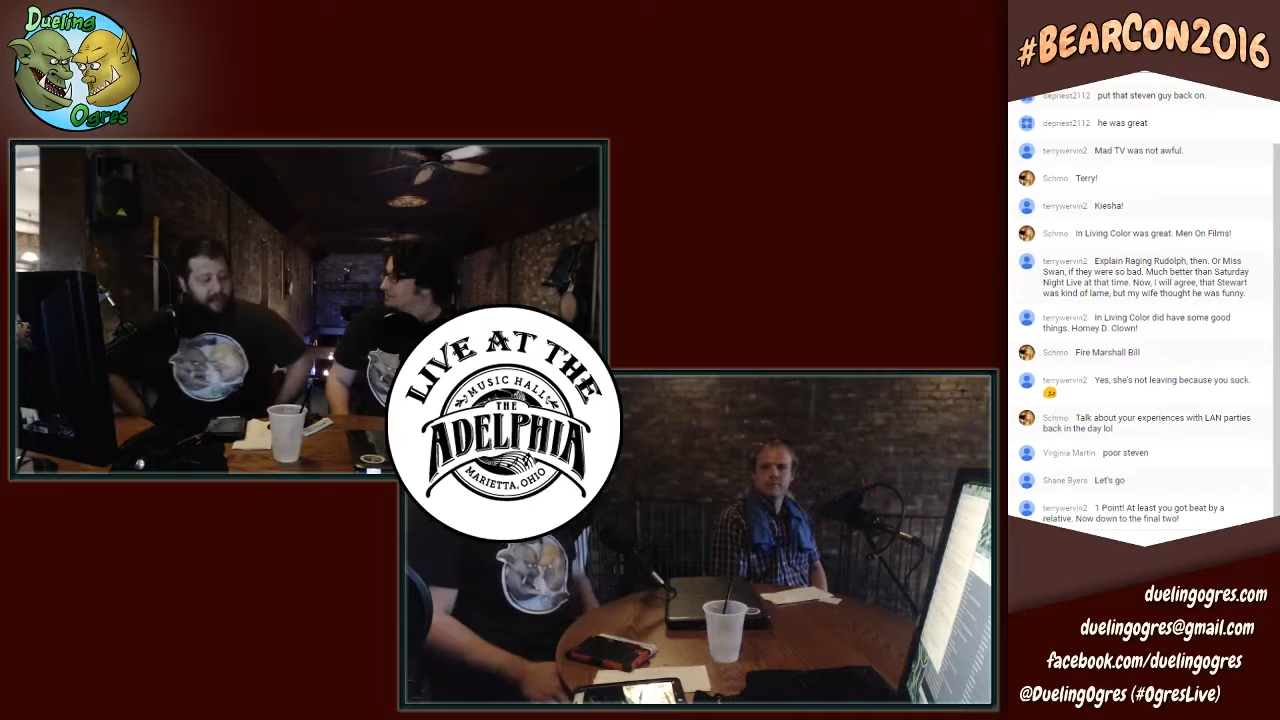 Dueling
Ogres
LIVE AT THE
MUSIC HALL
THE
ADELPHIA
MARIETTA, OHIO
#BEARCON2016
depriest2112 put that steven guy back on.
depriest2112 he was great
terrywervin2 Mad TV was not awful.
Schmo Terry!
terrywervin2 Kiesha!
Schmo In Living Color was great. Men On Films!
terrywervin2 Explain Raging Rudolph, then. Or Miss
Swan, if they were so bad. Much better than Saturday
Night Live at that time. Now, I will agree, that Stewart
was kind of lame, but my wife thought he was funny.
terrywervin2 In Living Color did have some good
things. Homey D. Clown!
Schmo Fire Marshall Bill
terrywervin2 Yes, she's not leaving because you suck.
Schmo Talk about your experiences with LAN parties
back in the day lol
Virginia Martin poor steven
Shane Byers Let's go
terrywervin2 1 Point! At least you got beat by a
relative. Now down to the final two!
duelingogres.com
duelingogres@gmail.com
facebook.com/duelingogres
@DuelingOgres (#OgresLive)